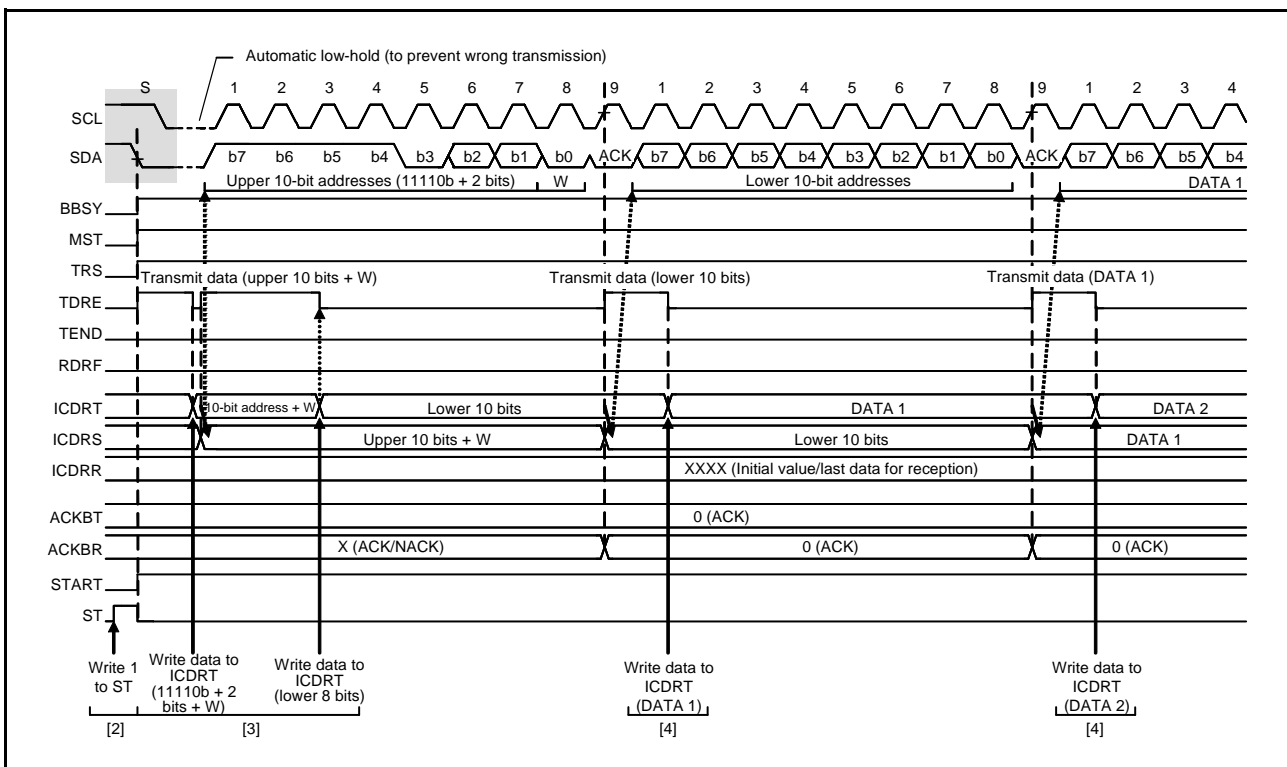 Automatic low-hold (to prevent wrong transmission)
S 1 2 3 4 5 6 7 8 9 1 2 3 4 5 6 7 8 9 1 2 3 4
SCL
SDA b7 b6 b5 b4 b3 b2 b1 b0 ACK b7 b6 b5 b4 b3 b2 b1 b0 ACK b7 b6 b5 b4
Upper 10-bit addresses (11110b + 2 bits) W Lower 10-bit addresses DATA 1
BBSY
MST
TRS
Transmit data (upper 10 bits + W) Transmit data (lower 10 bits) Transmit data (DATA 1)
TDRE
TEND
RDRF
ICDRT 10-bit address + W Lower 10 bits DATA 1 DATA 2
ICDRS Upper 10 bits + W Lower 10 bits DATA 1
ICDRR XXXX (Initial value/last data for reception)
ACKBT 0 (ACK)
ACKBR X (ACK/NACK) 0 (ACK) 0 (ACK)
START
ST
Write 1
to ST
Write data to
ICDRT
(11110b + 2
bits + W)
Write data to
ICDRT
(lower 8 bits)
Write data to
ICDRT
(DATA 1)
Write data to
ICDRT
(DATA 2)
[2] [3] [4] [4]